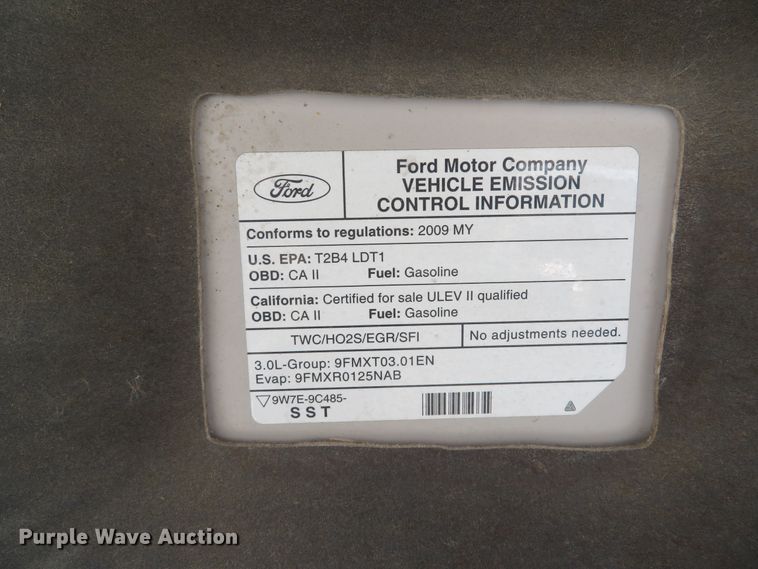 Ford
Ford Motor Company
VEHICLE EMISSION
CONTROL INFORMATION
Conforms to regulations: 2009 MY
U.S. EPA: T2B4 LDT1
OBD: CA II Fuel: Gasoline
California: Certified for sale ULEV II qualified
OBD: CA II Fuel: Gasoline
TWC/HO2S/EGR/SFI No adjustments needed.
3.0L-Group: 9FMXT03.01EN
Evap: 9FMXR0125NAB
9W7E-9C485-
SST
Purple Wave Auction